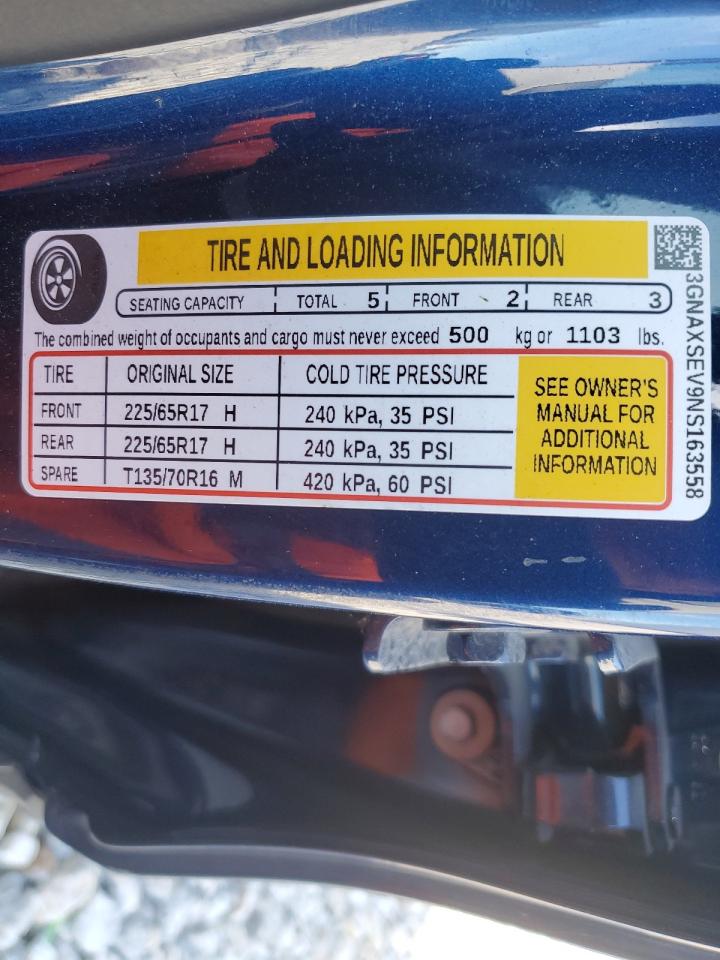 TIRE AND LOADING INFORMATION
SEATING CAPACITY TOTAL 5 FRONT 2 REAR 3
The combined weight of occupants and cargo must never exceed 500 kg or 1103 lbs.
TIRE ORIGINAL SIZE COLD TIRE PRESSURE
FRONT 225/65R17 H 240 kPa, 35 PSI
REAR 225/65R17 H 240 kPa, 35 PSI
SPARE T135/70R16 M 420 kPa, 60 PSI
SEE OWNER'S
MANUAL FOR
ADDITIONAL
INFORMATION
3GNAXSEV9NS163558